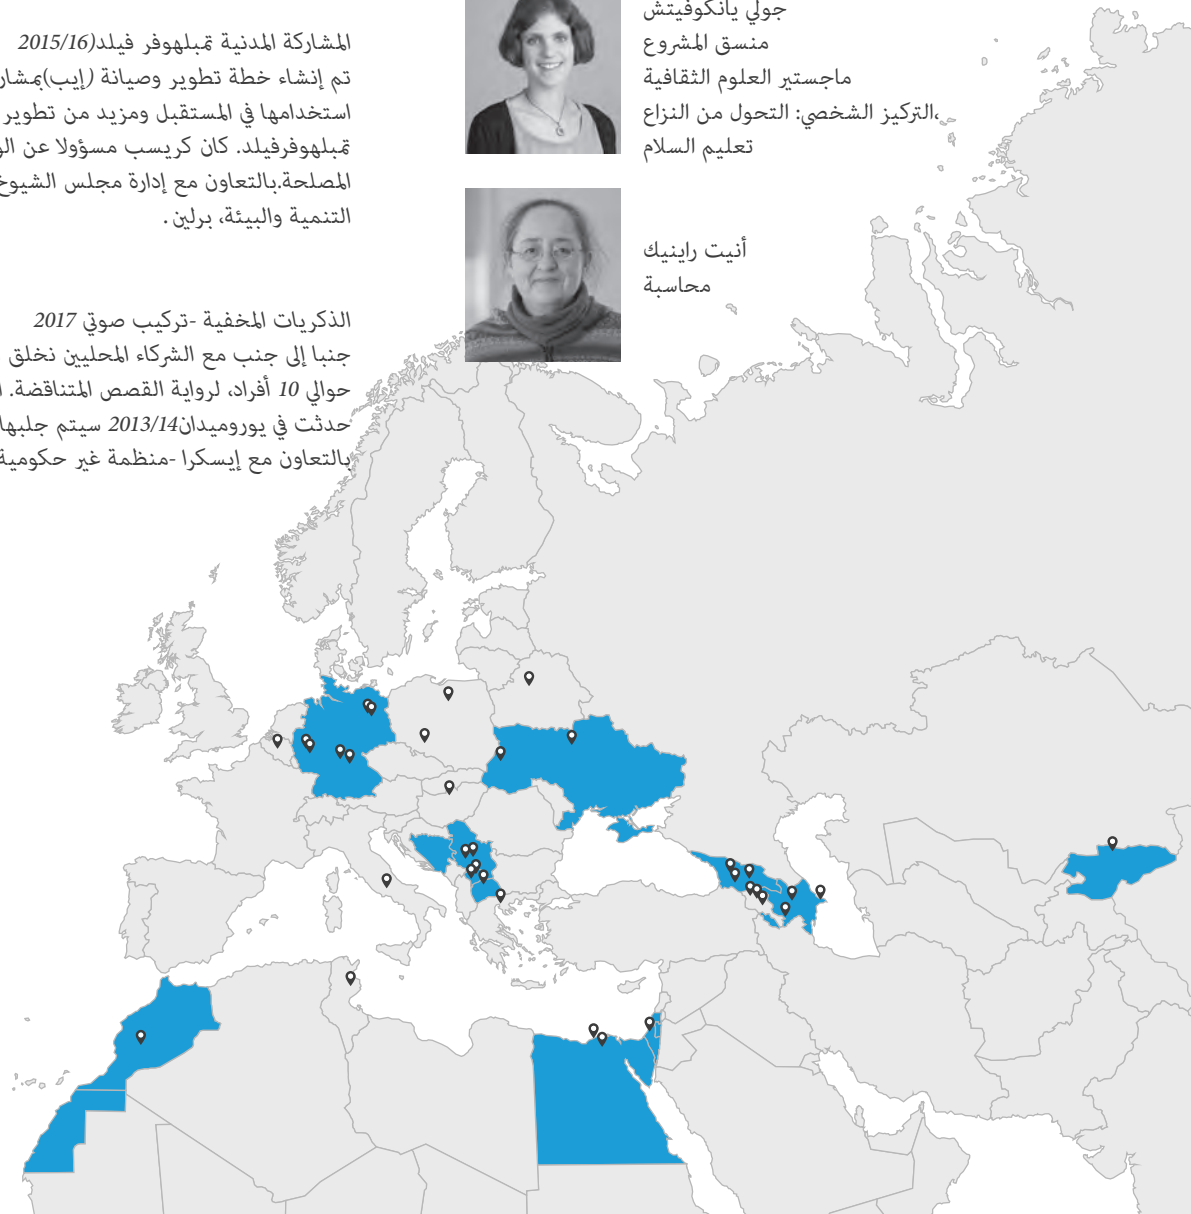 المشاركة المدنية تمبلهوفر فيلد(2015/16
تم إنشاء خطة تطوير وصيانة (إيب)بمشار
استخدامها في المستقبل ومزيد من تطوير
تمبلهوفرفيلد. كان كريسب مسؤولا عن الو
المصلحة.بالتعاون مع إدارة مجلس الشيوخ
التنمية والبيئة، برلين .
الذكريات المخفية -تركيب صوتي 2017
جنبا إلى جنب مع الشركاء المحليين نخلق
حوالي 10 أفراد، لرواية القصص المتناقضة. ا
حدثت في يوروميدان2013/14 سيتم جلبها
بالتعاون مع إيسكرا -منظمة غير حكومية
جولي يانكوفيتش
منسق المشروع
ماجستير العلوم الثقافية
،التركيز الشخصي: التحول من النزاع
تعليم السلام
أنيت راينيك
محاسبة